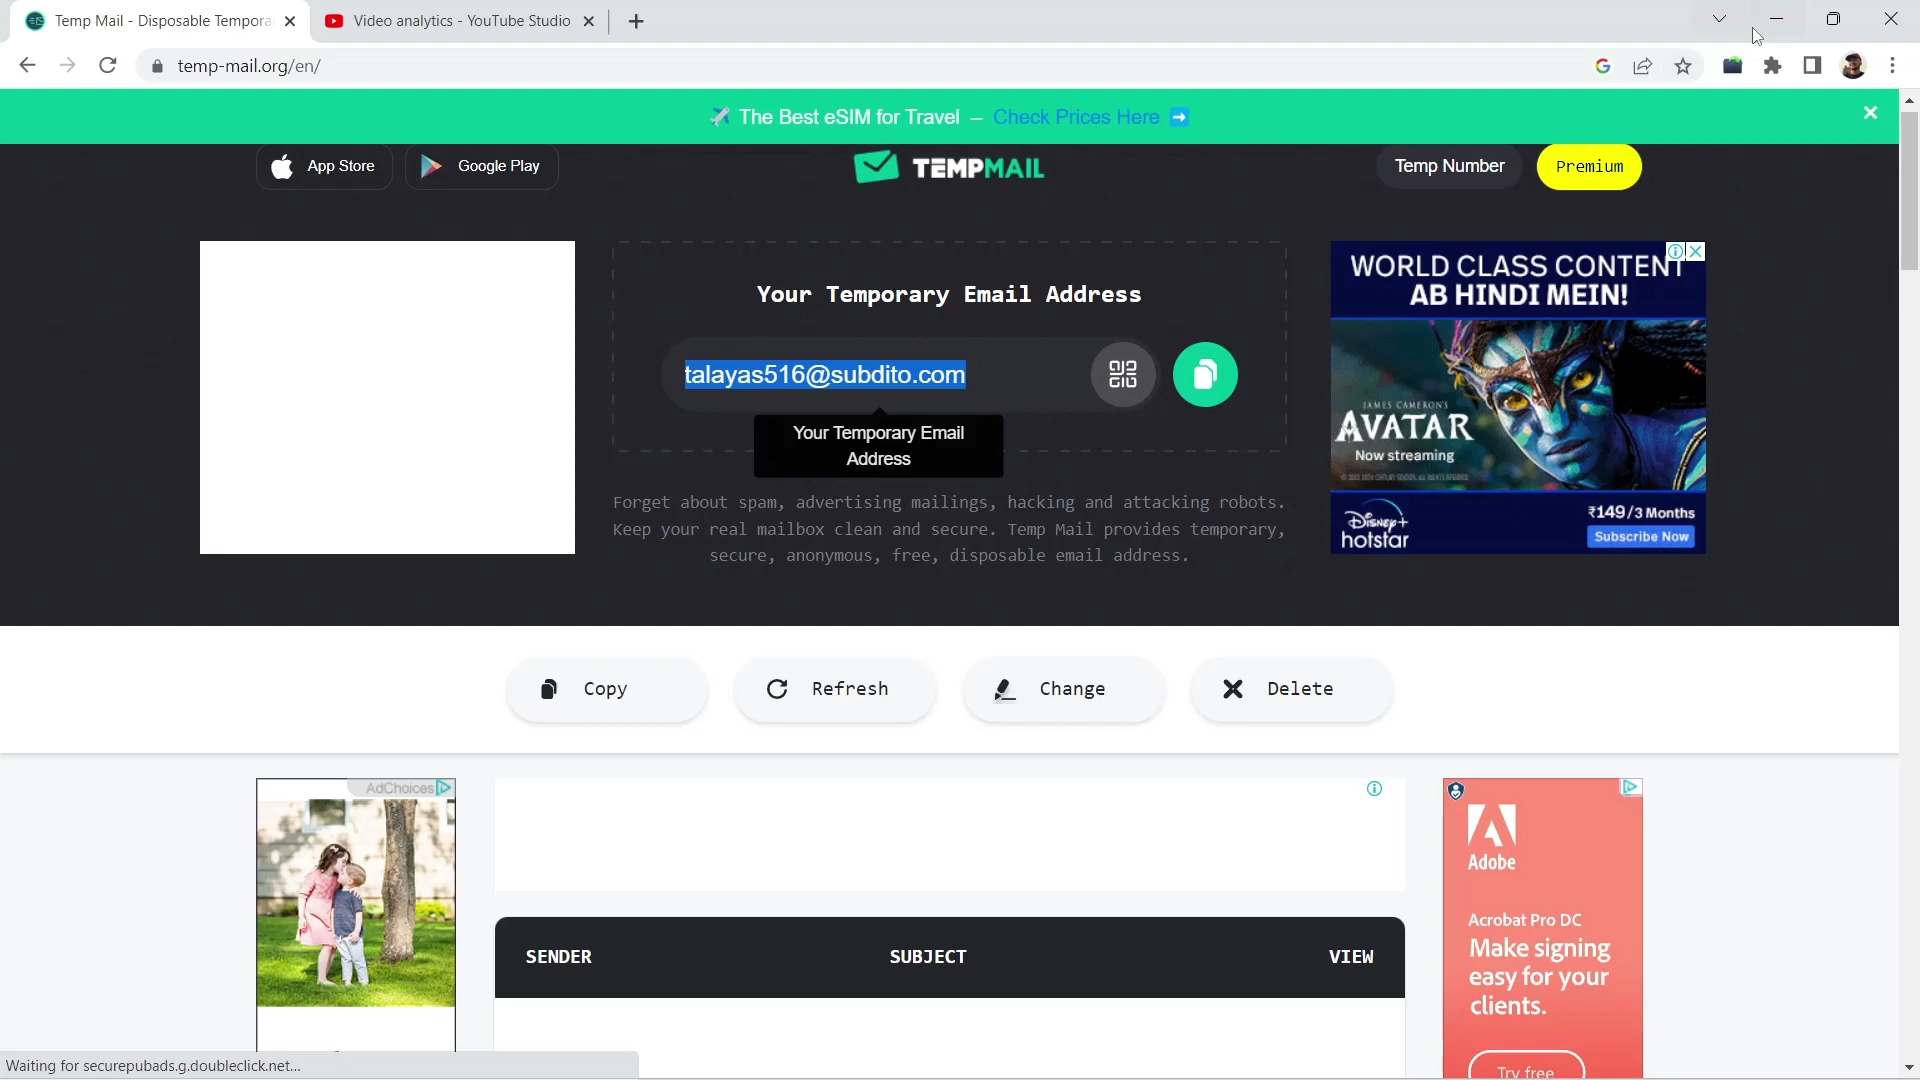 Temp Mail - Disposable Tempora
Video analytics - YouTube Studio
temp-mail.org/en/
The Best eSIM for Travel – Check Prices Here
App Store
Google Play
TEMPMAIL
Temp Number
Premium
WORLD CLASS CONTENT
AB HINDI MEIN!
Your Temporary Email Address
talayas516@subdito.com
Your Temporary Email
Address
JAMES CAMERON'S
AVATAR
Now streaming
Forget about spam, advertising mailings, hacking and attacking robots.
Keep your real mailbox clean and secure. Temp Mail provides temporary,
secure, anonymous, free, disposable email address.
Disney+
hotstar
₹149/3 Months
Subscribe Now
Copy
Refresh
Change
Delete
AdChoices
Adobe
Acrobat Pro DC
Make signing
easy for your
clients.
Try free
SENDER
SUBJECT
VIEW
Waiting for securepubads.g.doubleclick.net...